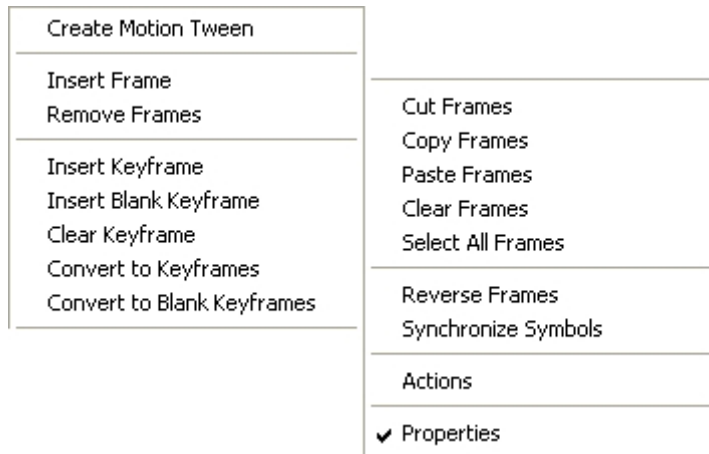 Create Motion Tween
Insert Frame
Remove Frames
Insert Keyframe
Insert Blank Keyframe
Clear Keyframe
Convert to Keyframes
Convert to Blank Keyframes
Cut Frames
Copy Frames
Paste Frames
Clear Frames
Select All Frames
Reverse Frames
Synchronize Symbols
Actions
Properties